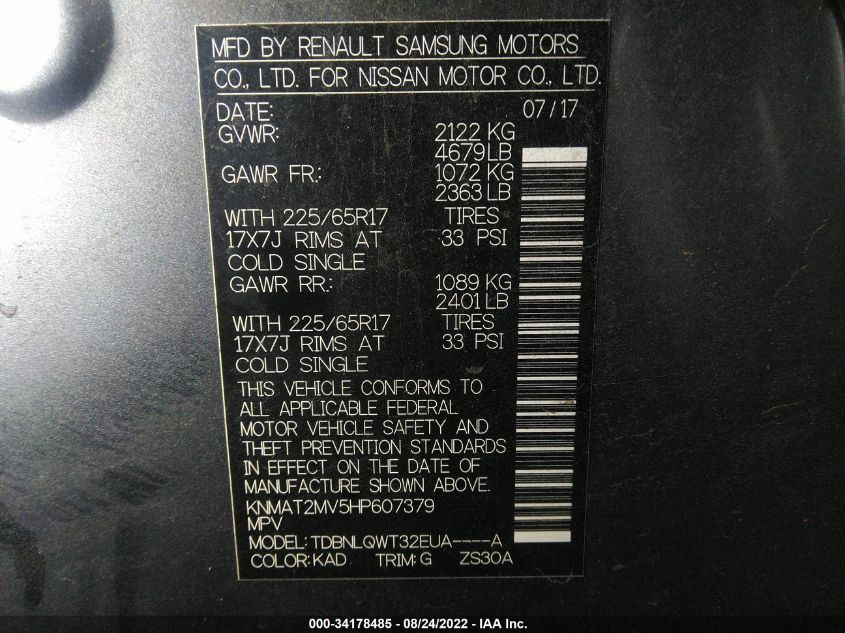 MFD BY RENAULT SAMSUNG MOTORS
CO., LTD. FOR NISSAN MOTOR CO., LTD.
DATE: 07/17
GVWR: 2122 KG
4679LB
GAWR FR.: 1072 KG
2363 LB
WITH 225/65R17 TIRES
17X7J RIMS AT 33 PSI
COLD SINGLE
GAWR RR.: 1089 KG
2401LB
WITH 225/65R17 TIRES
17X7J RIMS AT 33 PSI
COLD SINGLE
THIS VEHICLE CONFORMS TO
ALL APPLICABLE FEDERAL
MOTOR VEHICLE SAFETY AND
THEFT PREVENTION STANDARDS
IN EFFECT ON THE DATE OF
MANUFACTURE SHOWN ABOVE.
KNMAT2MV5HP607379
MPV
MODEL: TDBNLQWT32EUA----A
COLOR: KAD TRIM: G ZS30A
000-34178485 - 08/24/2022 - IAA Inc.